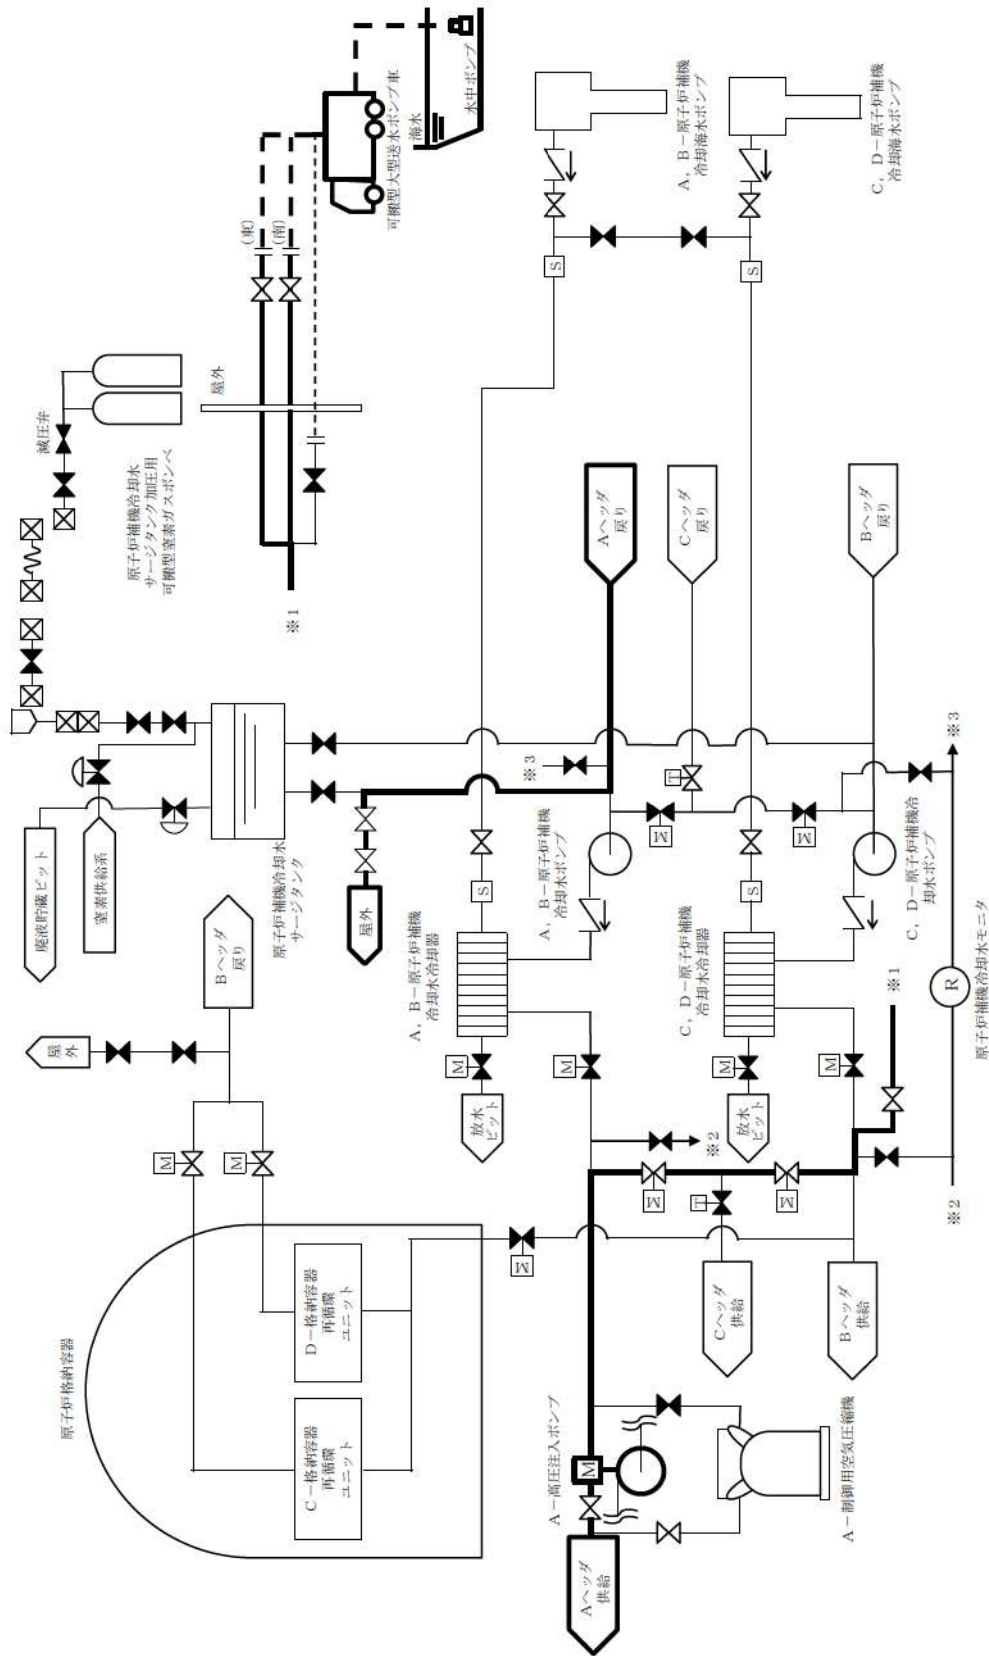 原子炉格納容器
C－格納容器
再循環
ユニット
D－格納容器
再循環
ユニット
M
M
M
屋外
Bヘッダ
戻り
廃液貯蔵ピット
窒素供給系
原子炉補機冷却水
サージタンク
減圧弁
原子炉補機冷却水
サージタンク加圧用
可搬型窒素ガスボンベ
屋外
※1
(東)
(南)
可搬型大型送水ポンプ車
海水
水中ポンプ
屋外
A，B－原子炉補機
冷却水冷却器
S
M
放水
ピット
M
S
A，B－原子炉補機
冷却海水ポンプ
※3
A，B－原子炉補機
冷却水ポンプ
Aヘッダ
戻り
T
M
Cヘッダ
戻り
A－高圧注入ポンプ
M
Aヘッダ
供給
A－制御用空気圧縮機
※2
M
T
M
Cヘッダ
供給
Bヘッダ
供給
C，D－原子炉補機
冷却水冷却器
S
M
放水
ピット
M
S
C，D－原子炉補機
冷却海水ポンプ
M
Bヘッダ
戻り
C，D－原子炉補機冷
却水ポンプ
※1
※2
R
原子炉補機冷却水モニタ
※3